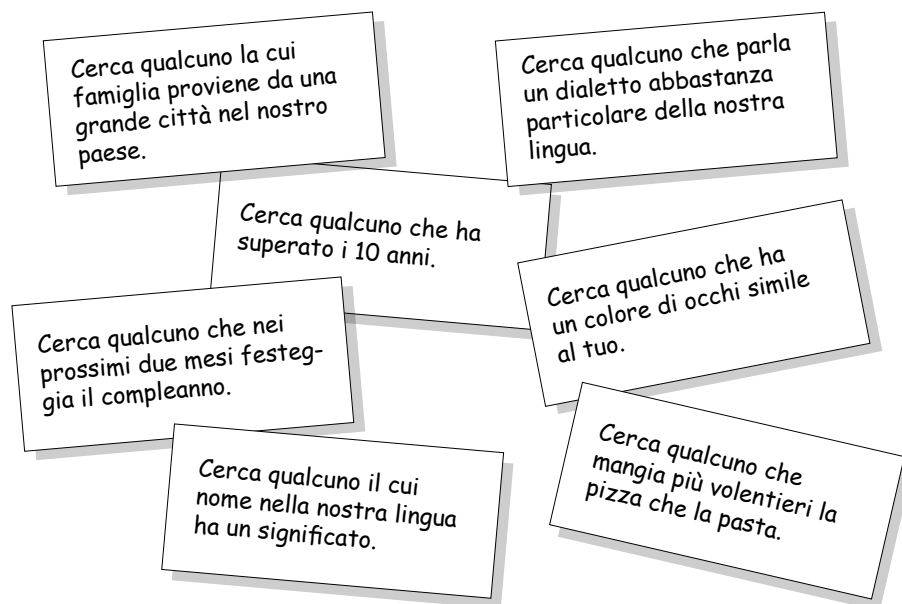 Cerca qualcuno la cui
famiglia proviene da una
grande città nel nostro
paese.
Cerca qualcuno che parla
un dialetto abbastanza
particolare della nostra
lingua.
Cerca qualcuno che ha
superato i 10 anni.
Cerca qualcuno che ha
un colore di occhi simile
al tuo.
Cerca qualcuno che nei
prossimi due mesi festeg-
gia il compleanno.
Cerca qualcuno il cui
nome nella nostra lingua
ha un significato.
Cerca qualcuno che
mangia più volentieri la
pizza che la pasta.